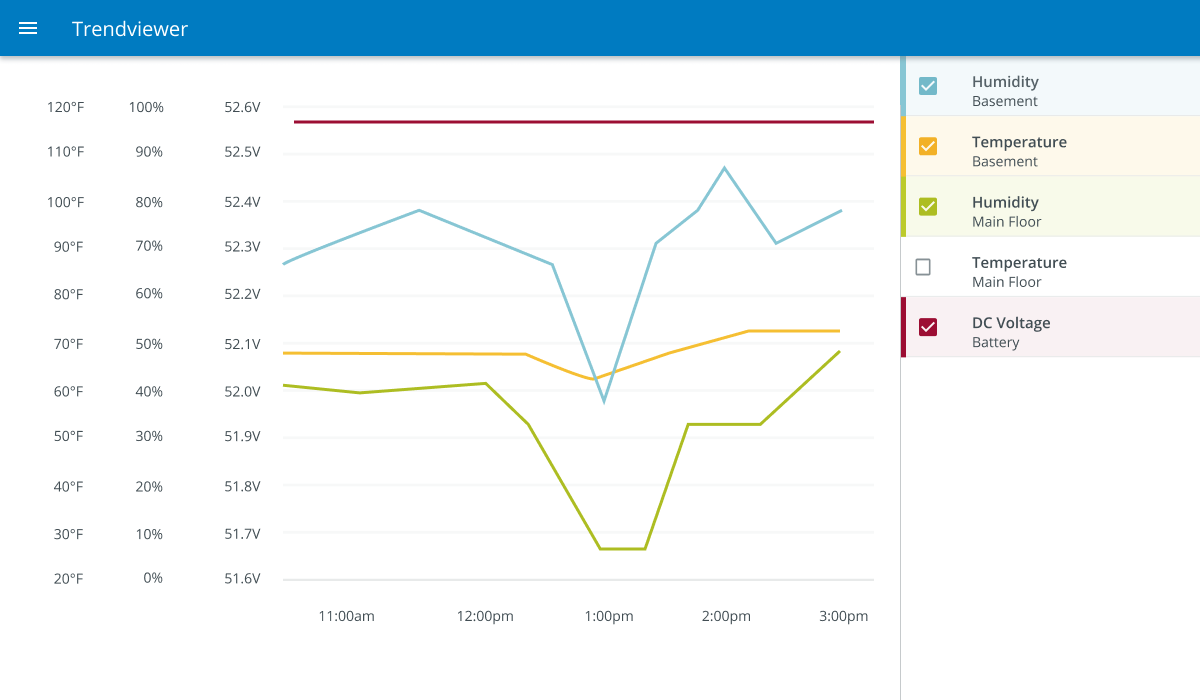 Trendviewer
120°F 100% 52.6V
110°F 90% 52.5V
100°F 80% 52.4V
90°F 70% 52.3V
80°F 60% 52.2V
70°F 50% 52.1V
60°F 40% 52.0V
50°F 30% 51.9V
40°F 20% 51.8V
30°F 10% 51.7V
20°F 0% 51.6V
11:00am 12:00pm 1:00pm 2:00pm 3:00pm
Humidity
Basement
Temperature
Basement
Humidity
Main Floor
Temperature
Main Floor
DC Voltage
Battery